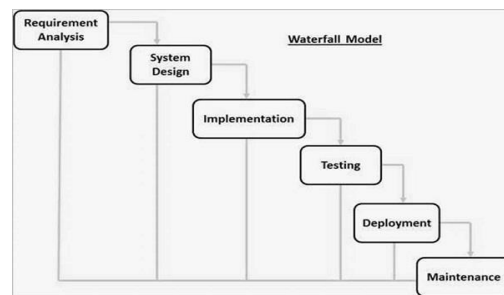 Requirement
Analysis
Waterfall Model
System
Design
Implementation
Testing
Deployment
Maintenance